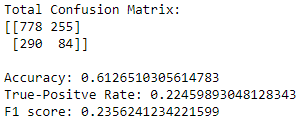 Total Confusion Matrix:
[[778 255]
 [290  84]]
Accuracy: 0.6126510305614783
True-Positve Rate: 0.22459893048128343
F1 score: 0.2356241234221599